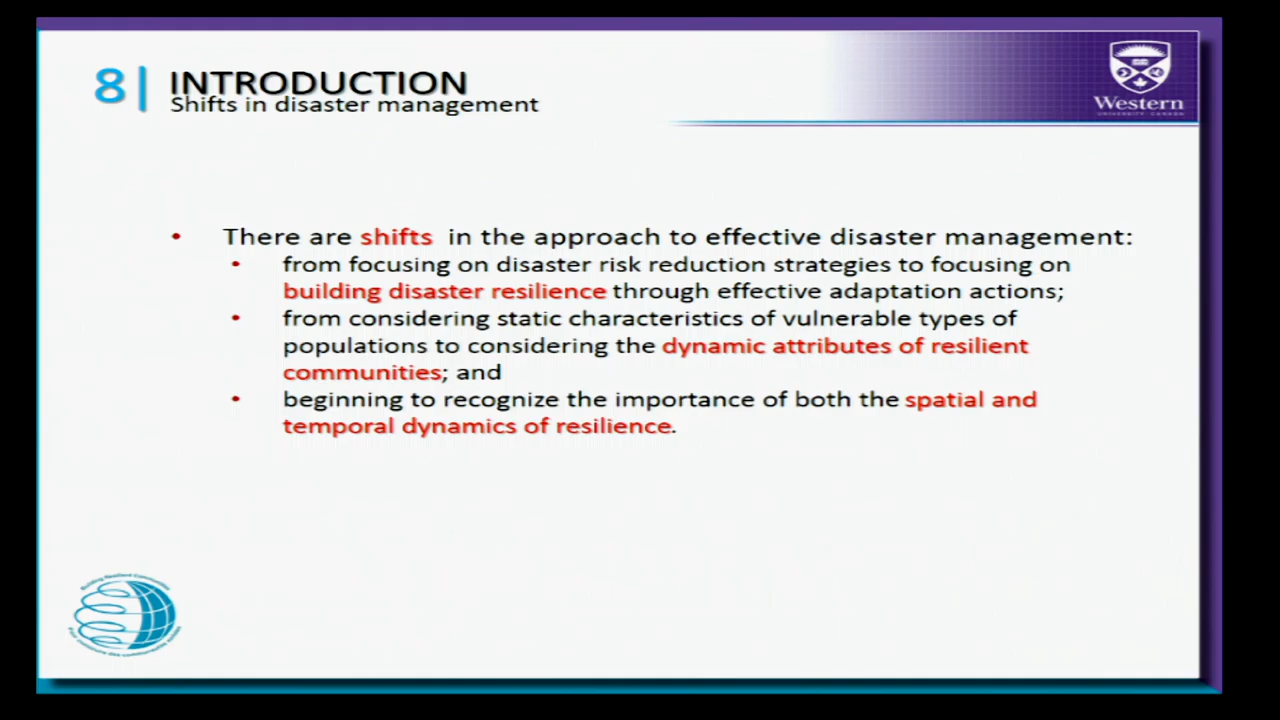 8| INTRODUCTION
Shifts in disaster management
Western
UNIVERSITY · CANADA
• There are shifts in the approach to effective disaster management:
• from focusing on disaster risk reduction strategies to focusing on
building disaster resilience through effective adaptation actions;
• from considering static characteristics of vulnerable types of
populations to considering the dynamic attributes of resilient
communities; and
• beginning to recognize the importance of both the spatial and
temporal dynamics of resilience.
Building Resilient Communities